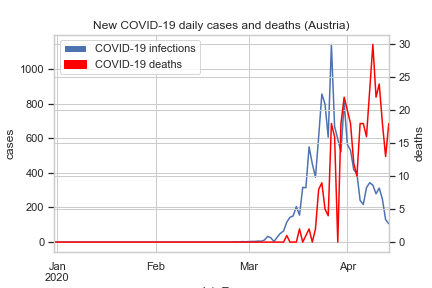 New COVID-19 daily cases and deaths (Austria)
COVID-19 infections
COVID-19 deaths
cases
1000
800
600
400
200
0
deaths
30
25
20
15
10
5
0
Jan
2020
Feb
Mar
Apr